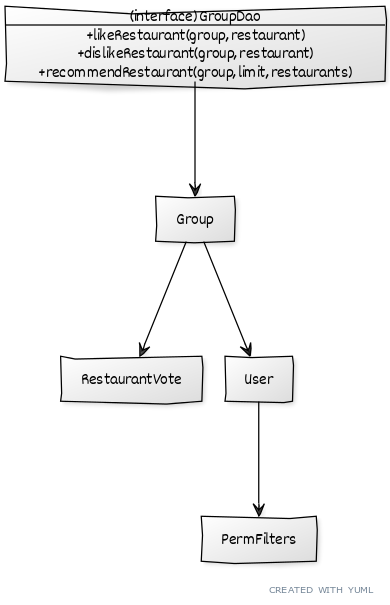 (interface) GroupDao
+likeRestaurant(group, restaurant)
+dislikeRestaurant(group, restaurant)
+recommendRestaurant(group, limit, restaurants)
Group
RestaurantVote
User
PermFilters
CREATED WITH YUML